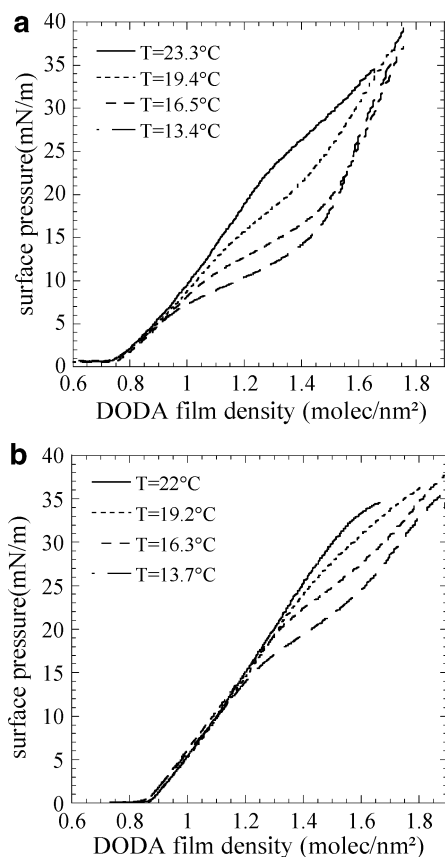 a
40
35
30
25
20
15
10
5
0
surface pressure(mN/m)
T=23.3°C
T=19.4°C
T=16.5°C
T=13.4°C
0.6 0.8 1 1.2 1.4 1.6 1.8
DODA film density (molec/nm²)
b
40
35
30
25
20
15
10
5
0
surface pressure(mN/m)
T=22°C
T=19.2°C
T=16.3°C
T=13.7°C
0.6 0.8 1 1.2 1.4 1.6 1.8
DODA film density (molec/nm²)